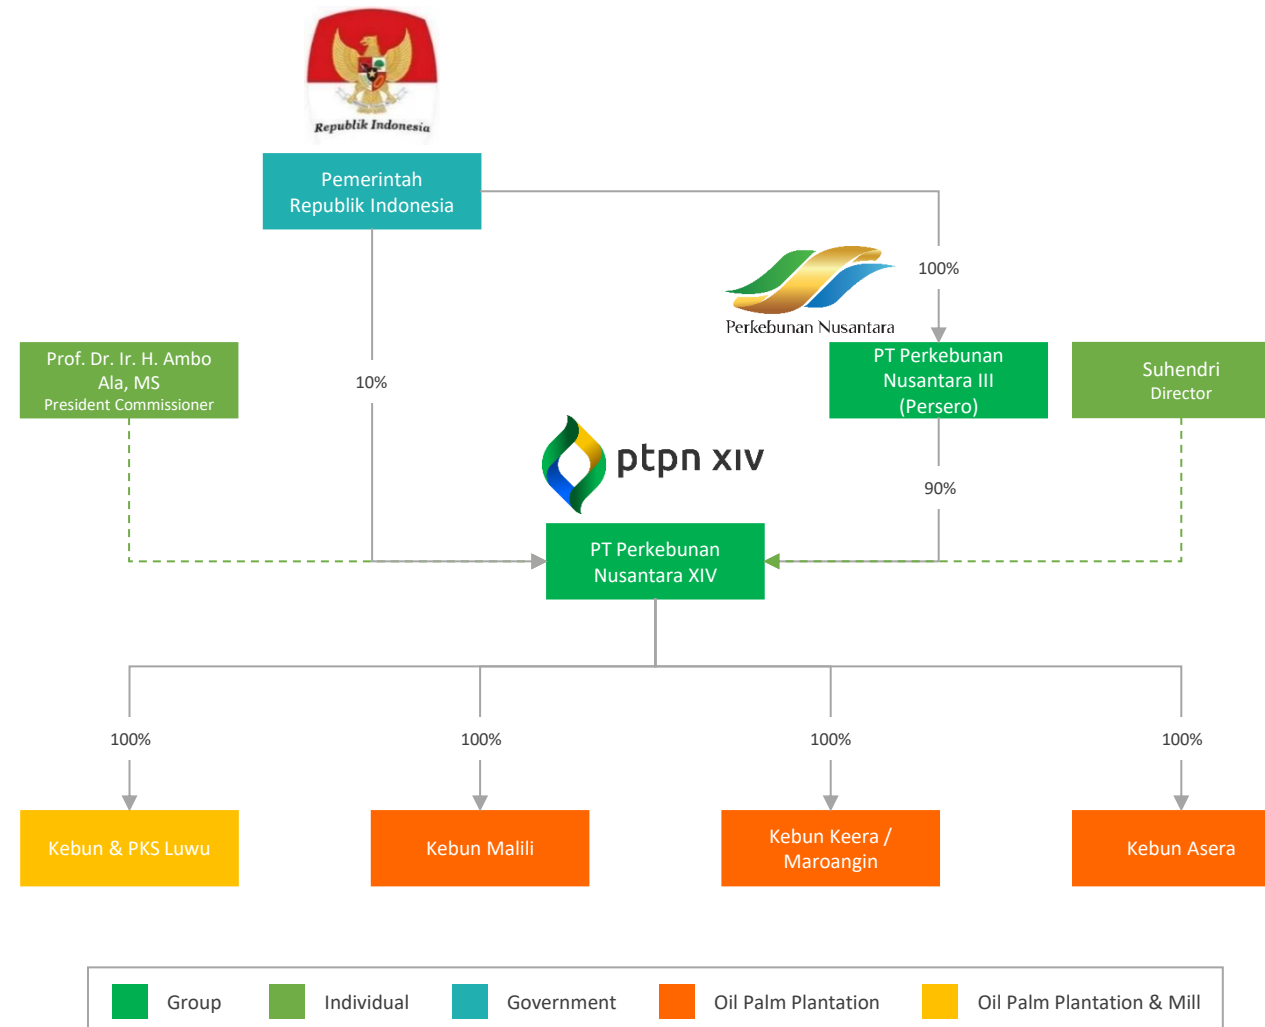 Republik Indonesia
Pemerintah
Republik Indonesia
100%
Perkebunan Nusantara
Prof. Dr. Ir. H. Ambo
Ala, MS
President Commissioner
10%
PT Perkebunan
Nusantara III
(Persero)
Suhendri
Director
ptpn xıv
90%
PT Perkebunan
Nusantara XIV
100%
100%
100%
100%
Kebun & PKS Luwu
Kebun Malili
Kebun Keera /
Maroangin
Kebun Asera
Group
Individual
Government
Oil Palm Plantation
Oil Palm Plantation & Mill